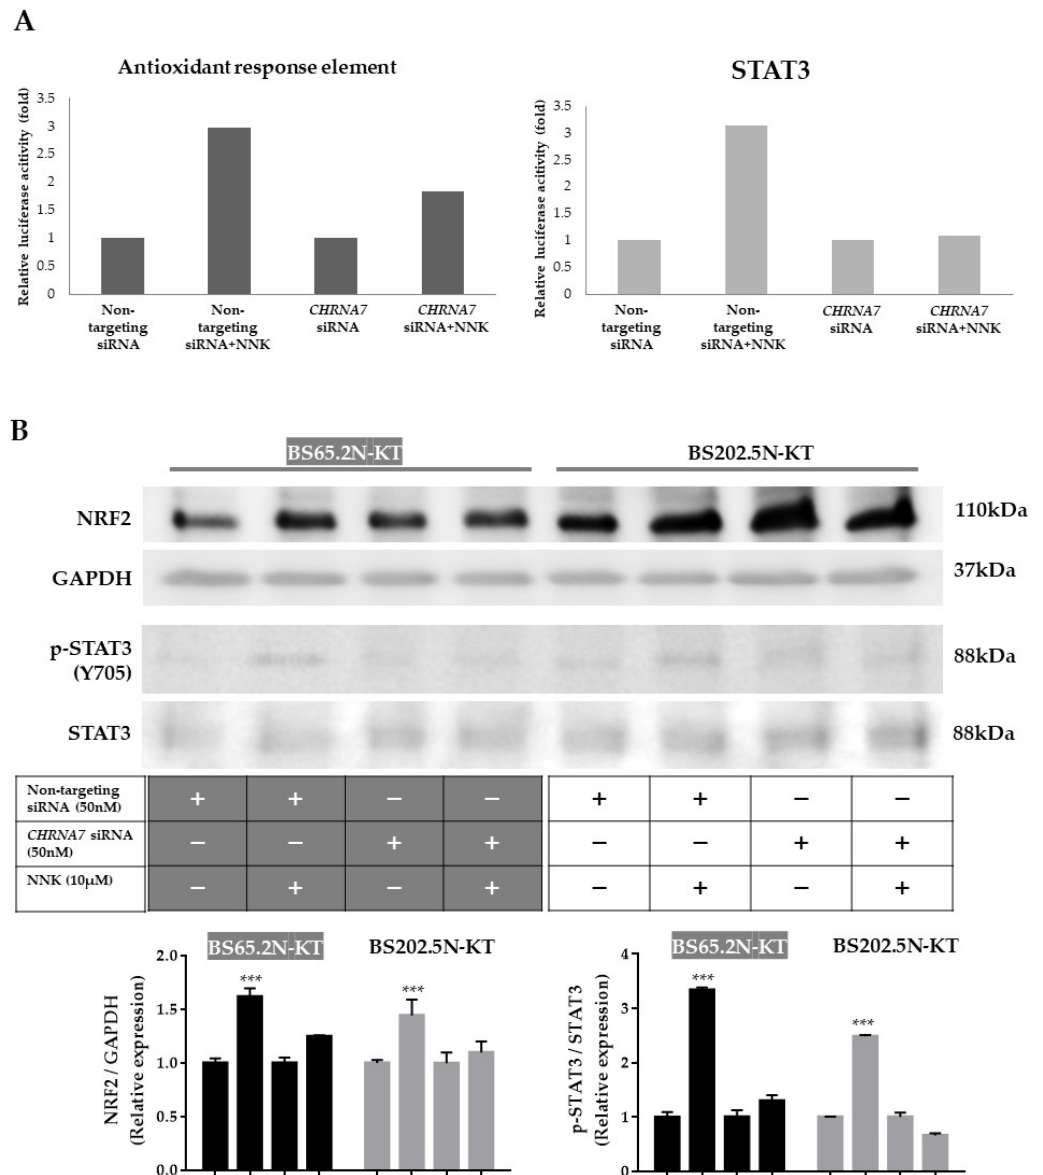 A
Antioxidant response element
Relative luciferase acitivity (fold)
3.5
3
2.5
2
1.5
1
0.5
0
Non-
targeting
siRNA
Non-
targeting
siRNA+NNK
CHRNA7
siRNA
CHRNA7
siRNA+NNK
STAT3
Relative luciferase acitivity (fold)
3.5
3
2.5
2
1.5
1
0.5
0
Non-
targeting
siRNA
Non-
targeting
siRNA+NNK
CHRNA7
siRNA
CHRNA7
siRNA+NNK
B
BS65.2N-KT BS202.5N-KT
NRF2 110kDa
GAPDH 37kDa
p-STAT3
(Y705) 88kDa
STAT3 88kDa
Non-targeting
siRNA (50nM) + + − − + + − −
CHRNA7 siRNA
(50nM) − − + + − − + +
NNK (10µM) − + − + − + − +
BS65.2N-KT BS202.5N-KT
NRF2 / GAPDH
(Relative expression)
2.0
1.5
1.0
0.5
0.0
***
***
BS65.2N-KT BS202.5N-KT
p-STAT3 / STAT3
(Relative expression)
4
3
2
1
0
***
***